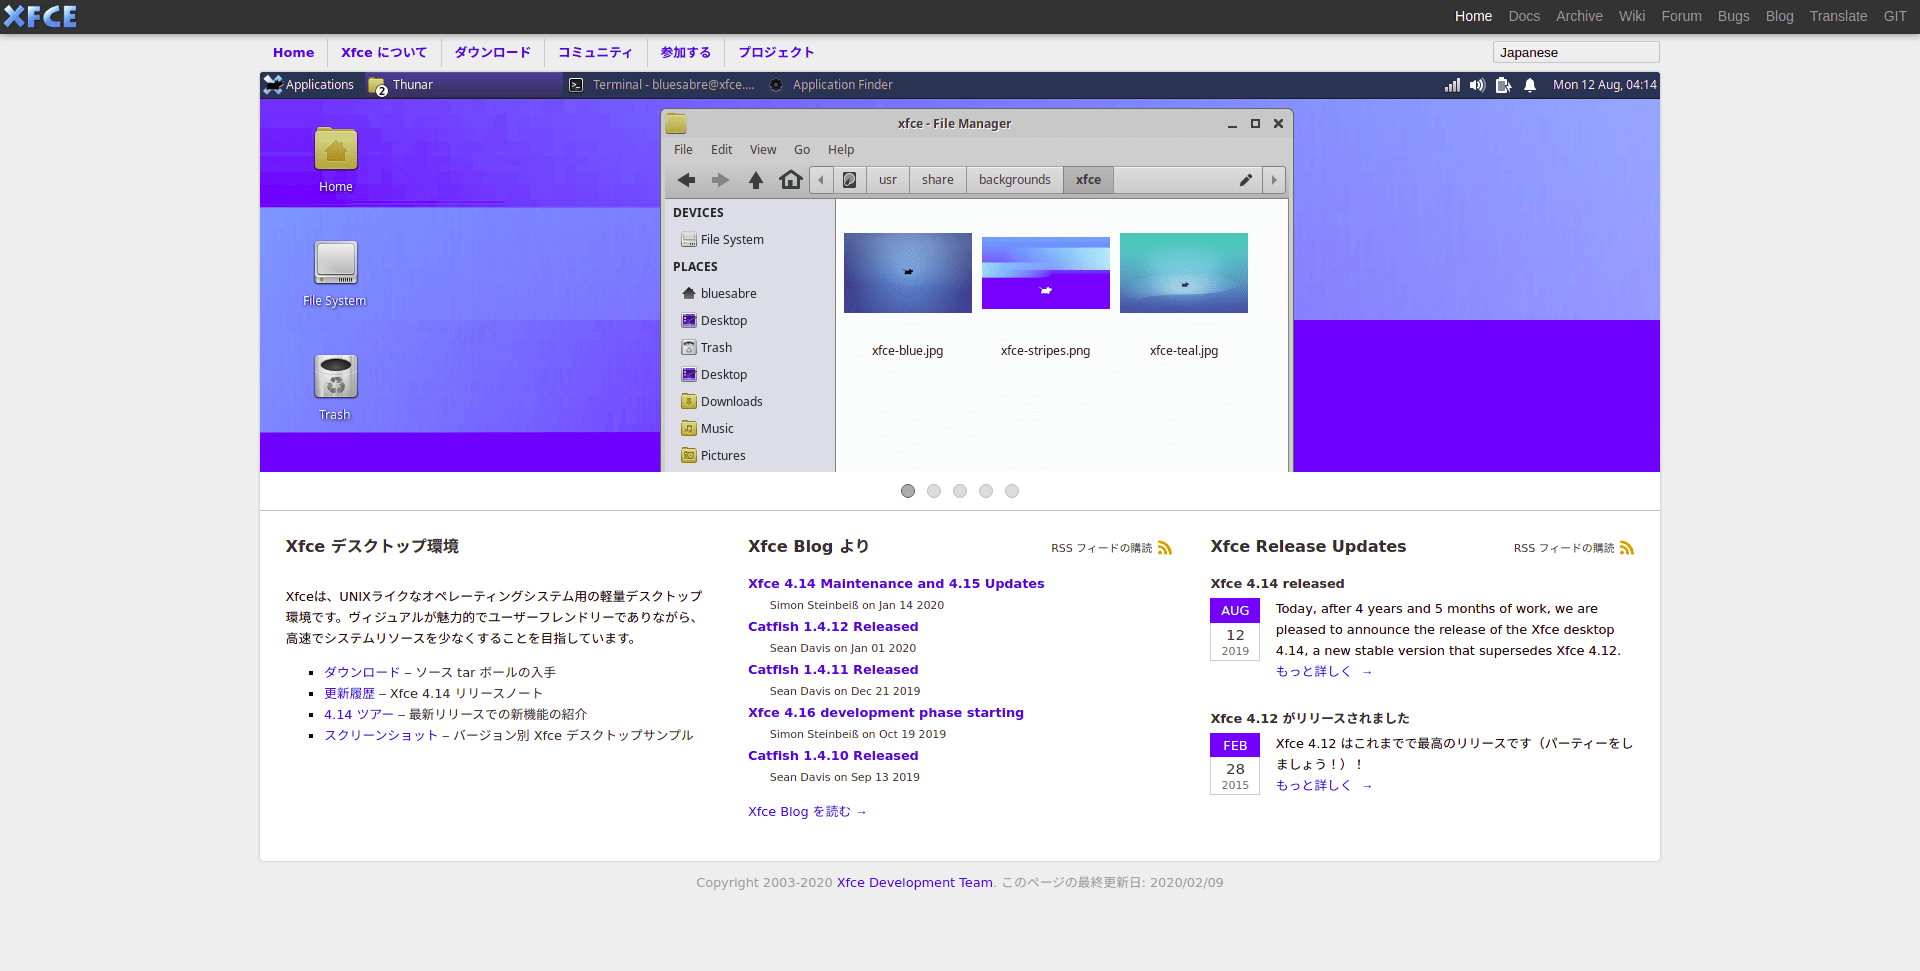 XFCE
Home Docs Archive Wiki Forum Bugs Blog Translate GIT
Home Xfce について ダウンロード コミュニティ 参加する プロジェクト
Japanese
Applications 2 Thunar Terminal - bluesabre@xfce.... Application Finder Mon 12 Aug, 04:14
Home
File System
Trash
xfce - File Manager
File Edit View Go Help
usr share backgrounds xfce
DEVICES
File System
PLACES
bluesabre
Desktop
Trash
Desktop
Downloads
Music
Pictures
xfce-blue.jpg xfce-stripes.png xfce-teal.jpg
Xfce デスクトップ環境
Xfceは、UNIXライクなオペレーティングシステム用の軽量デスクトップ
環境です。ヴィジュアルが魅力的でユーザーフレンドリーでありながら、
高速でシステムリソースを少なくすることを目指しています。
ダウンロード – ソース tar ボールの入手
更新履歴 – Xfce 4.14 リリースノート
4.14 ツアー – 最新リリースでの新機能の紹介
スクリーンショット – バージョン別 Xfce デスクトップサンプル
Xfce Blog より
RSS フィードの購読
Xfce 4.14 Maintenance and 4.15 Updates
Simon Steinbeiß on Jan 14 2020
Catfish 1.4.12 Released
Sean Davis on Jan 01 2020
Catfish 1.4.11 Released
Sean Davis on Dec 21 2019
Xfce 4.16 development phase starting
Simon Steinbeiß on Oct 19 2019
Catfish 1.4.10 Released
Sean Davis on Sep 13 2019
Xfce Blog を読む →
Xfce Release Updates
RSS フィードの購読
Xfce 4.14 released
AUG
12
2019
Today, after 4 years and 5 months of work, we are
pleased to announce the release of the Xfce desktop
4.14, a new stable version that supersedes Xfce 4.12.
もっと詳しく →
Xfce 4.12 がリリースされました
FEB
28
2015
Xfce 4.12 はこれまでで最高のリリースです（パーティーをし
ましょう！）！
もっと詳しく →
Copyright 2003-2020 Xfce Development Team. このページの最終更新日: 2020/02/09